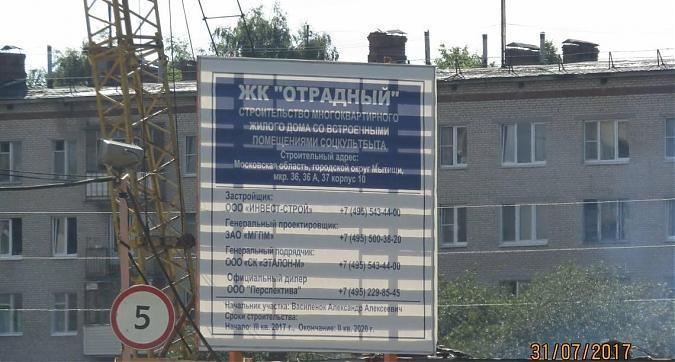 ЖК "ОТРАДНЫЙ"
СТРОИТЕЛЬСТВО МНОГОКВАРТИРНОГО
ЖИЛОГО ДОМА СО ВСТРОЕННЫМИ
ПОМЕЩЕНИЯМИ СОЦКУЛЬТБЫТА
Строительный адрес:
Московская область, городской округ Мытищи,
мкр. 36, 36 А, 37 корпус 10
Застройщик:
ООО «ИНВЕСТ-СТРОЙ» +7 (495) 543-44-00
Генеральный проектировщик:
ЗАО «МГПМ» +7 (495) 500-38-20
Генеральный подрядчик:
ООО «СК «ЭТАЛОН-М» +7 (495) 543-44-00
Официальный дилер
ООО "Перспектива" +7 (495) 229-85-45
Начальник участка: Василенок Александр Алексеевич
Сроки строительства:
Начало: III кв. 2017 г., Окончание: II кв. 2020 г.
5
31/07/2017